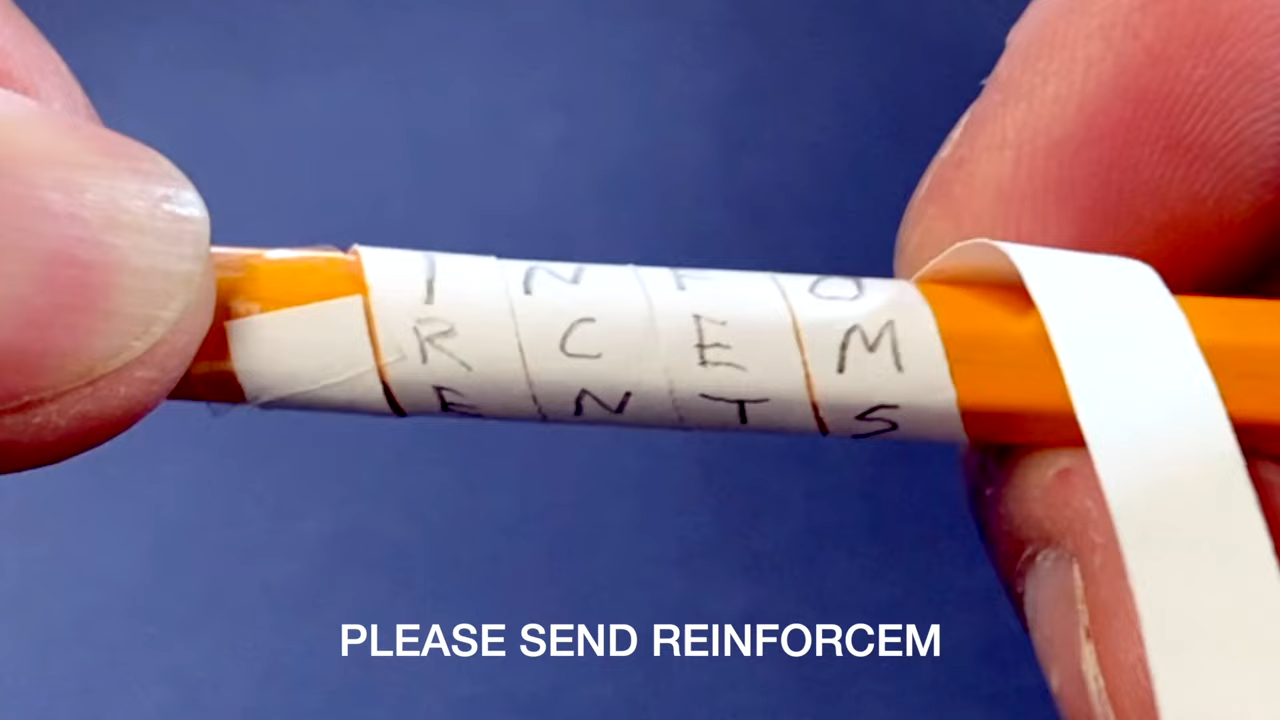 I N F O
R C E M
E N T S
PLEASE SEND REINFORCEM